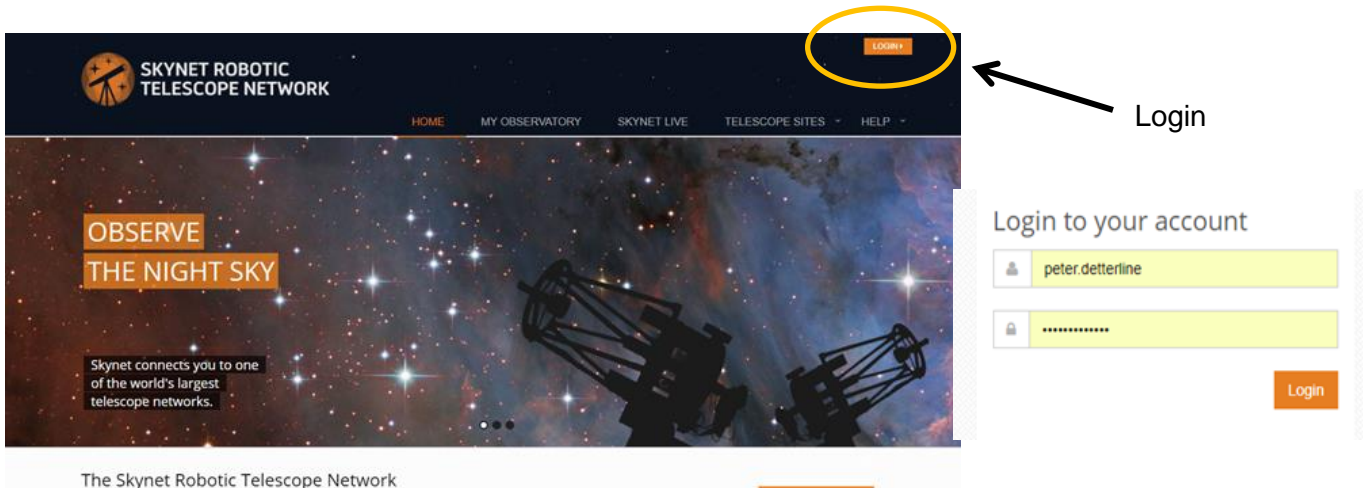 LOGIN
SKYNET ROBOTIC
TELESCOPE NETWORK
HOME MY OBSERVATORY SKYNET LIVE TELESCOPE SITES HELP
Login
OBSERVE
THE NIGHT SKY
Skynet connects you to one
of the world's largest
telescope networks.
Login to your account
peter.detterline
•••••••••••••
Login
The Skynet Robotic Telescope Network